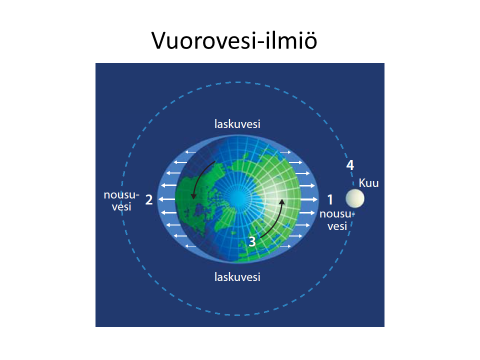 Vuorovesi-ilmiö
laskuvesi
4
Kuu
nousu-
vesi
2
1
nousu-
vesi
3
laskuvesi